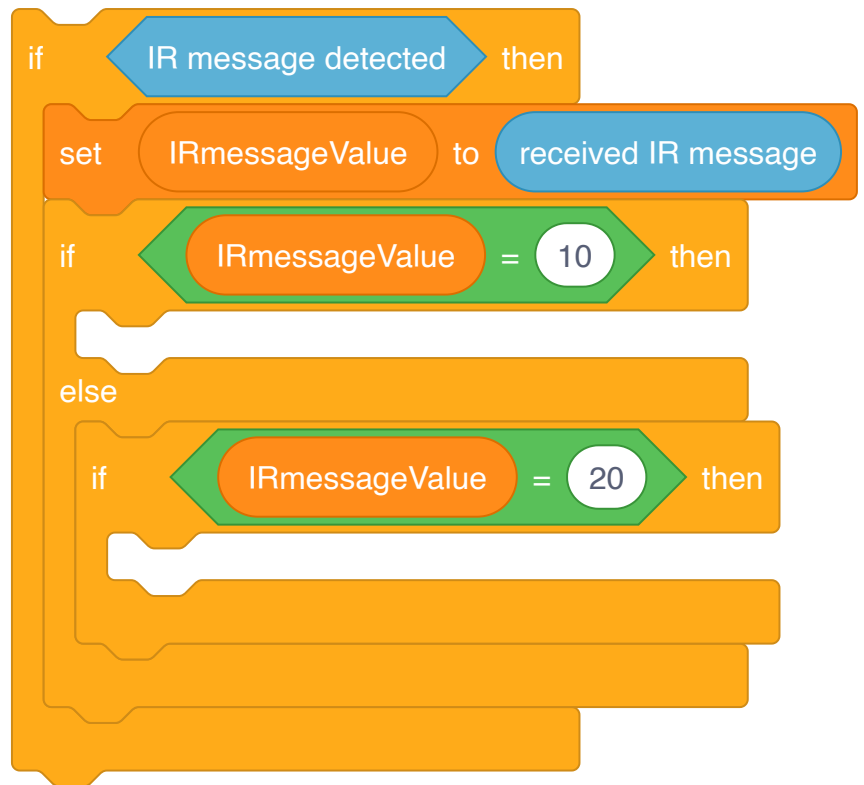 if IR message detected then
set IRmessageValue to received IR message
if IRmessageValue = 10 then
else
if IRmessageValue = 20 then